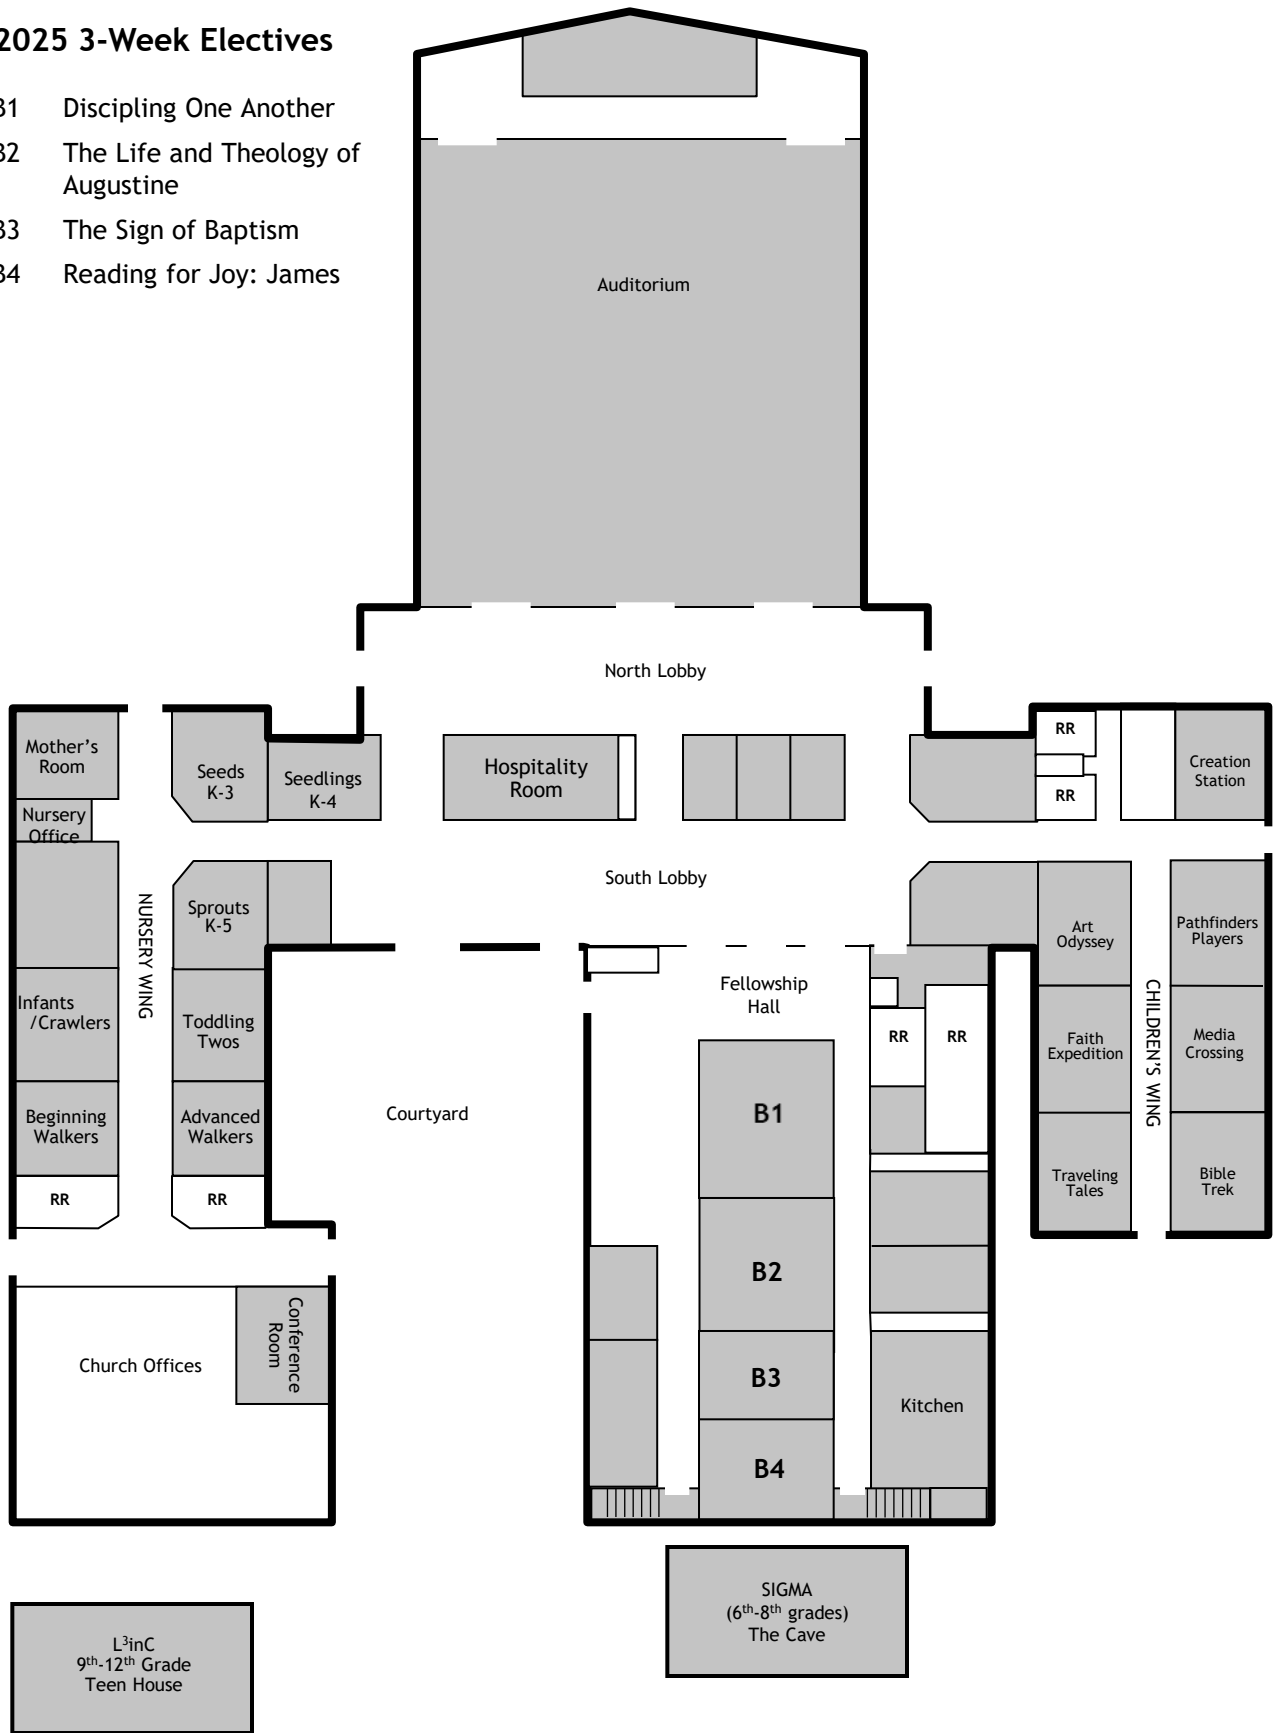 2025 3-Week Electives
B1 Discipling One Another
B2 The Life and Theology of
Augustine
B3 The Sign of Baptism
B4 Reading for Joy: James
Auditorium
North Lobby
Mother's
Room
Nursery
Office
Seeds
K-3
Seedlings
K-4
Hospitality
Room
RR
RR
Creation
Station
South Lobby
NURSERY WING
Sprouts
K-5
Infants
/Crawlers
Toddling
Twos
Beginning
Walkers
Advanced
Walkers
RR
RR
Courtyard
Fellowship
Hall
RR
RR
B1
B2
B3
B4
Kitchen
Art
Odyssey
Pathfinders
Players
Faith
Expedition
CHILDREN'S WING
Media
Crossing
Traveling
Tales
Bible
Trek
Church Offices
Conference
Room
SIGMA
(6th-8th grades)
The Cave
L3inC
9th-12th Grade
Teen House